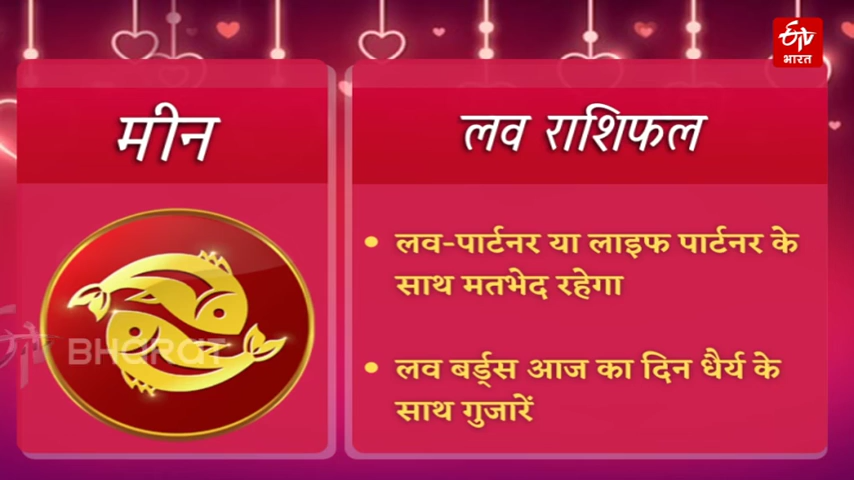 ETV
भारत
मीन
लव राशिफल
लव-पार्टनर या लाइफ पार्टनर के
साथ मतभेद रहेगा
लव बर्ड्स आज का दिन धैर्य के
साथ गुजारें
BHARAT